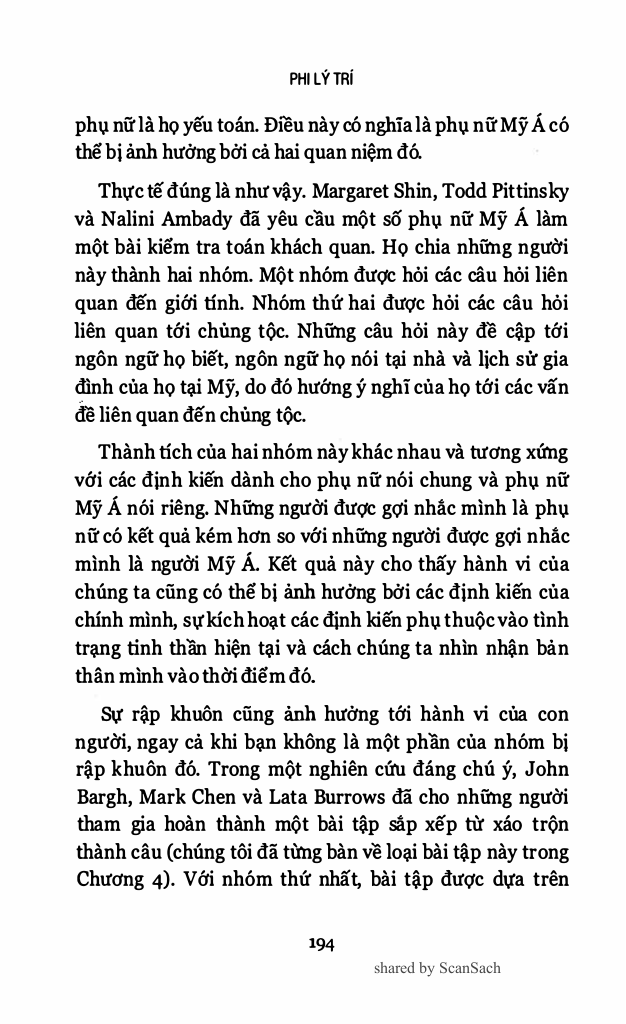 PHI LÝ TRÍ
phụ nữ là họ yếu toán. Điều này có nghĩa là phụ nữ Mỹ Á có
thể bị ảnh hưởng bởi cả hai quan niệm đó.
Thực tế đúng là như vậy. Margaret Shin, Todd Pittinsky
và Nalini Ambady đã yêu cầu một số phụ nữ Mỹ Á làm
một bài kiểm tra toán khách quan. Họ chia những người
này thành hai nhóm. Một nhóm được hỏi các câu hỏi liên
quan đến giới tính. Nhóm thứ hai được hỏi các câu hỏi
liên quan tới chủng tộc. Những câu hỏi này đề cập tới
ngôn ngữ họ biết, ngôn ngữ họ nói tại nhà và lịch sử gia
đình của họ tại Mỹ, do đó hướng ý nghĩ của họ tới các vấn
đề liên quan đến chủng tộc.
Thành tích của hai nhóm này khác nhau và tương xứng
với các định kiến dành cho phụ nữ nói chung và phụ nữ
Mỹ Á nói riêng. Những người được gợi nhắc mình là phụ
nữ có kết quả kém hơn so với những người được gợi nhắc
mình là người Mỹ Á. Kết quả này cho thấy hành vi của
chúng ta cũng có thể bị ảnh hưởng bởi các định kiến của
chính mình, sự kích hoạt các định kiến phụ thuộc vào tình
trạng tinh thần hiện tại và cách chúng ta nhìn nhận bản
thân mình vào thời điểm đó.
Sự rập khuôn cũng ảnh hưởng tới hành vi của con
người, ngay cả khi bạn không là một phần của nhóm bị
rập khuôn đó. Trong một nghiên cứu đáng chú ý, John
Bargh, Mark Chen và Lata Burrows đã cho những người
tham gia hoàn thành một bài tập sắp xếp từ xáo trộn
thành câu (chúng tôi đã từng bàn về loại bài tập này trong
Chương 4). Với nhóm thứ nhất, bài tập được dựa trên
194
shared by ScanSach